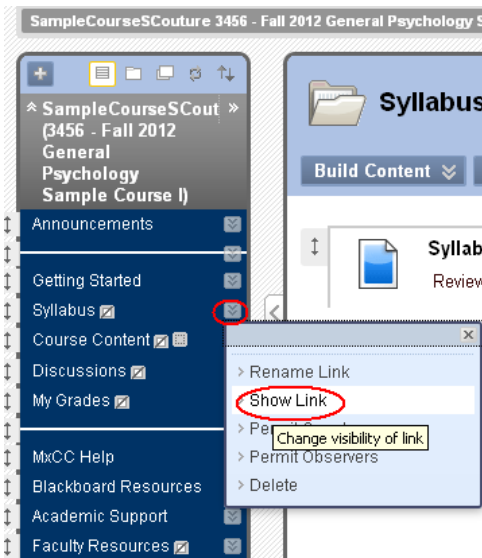 SampleCourseSCouture 3456 - Fall 2012 General Psychology S
SampleCourseSCout
(3456 - Fall 2012
General
Psychology
Sample Course I)
Announcements
Getting Started
Syllabus
Course Content
Discussions
My Grades
MxCC Help
Blackboard Resources
Academic Support
Faculty Resources
Syllabus
Build Content
Syllab
Review
Rename Link
Show Link
Change visibility of link
Permit Observers
Delete